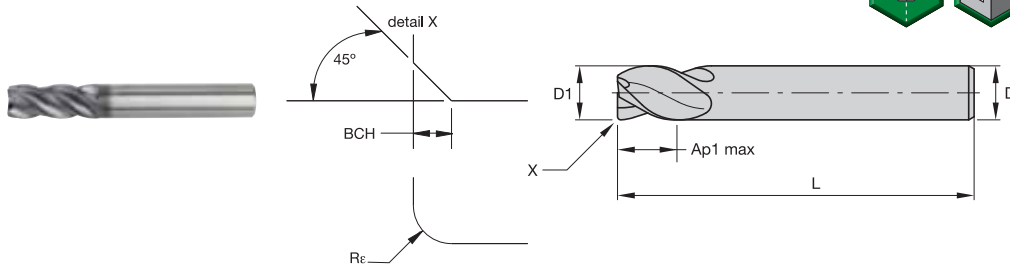 detail X
45°
BCH
Rε
D1
D
Ap1 max
X
L